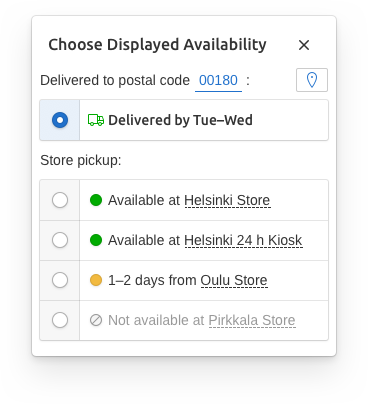 Choose Displayed Availability
Delivered to postal code 00180 :
Delivered by Tue–Wed
Store pickup:
Available at Helsinki Store
Available at Helsinki 24 h Kiosk
1–2 days from Oulu Store
Not available at Pirkkala Store